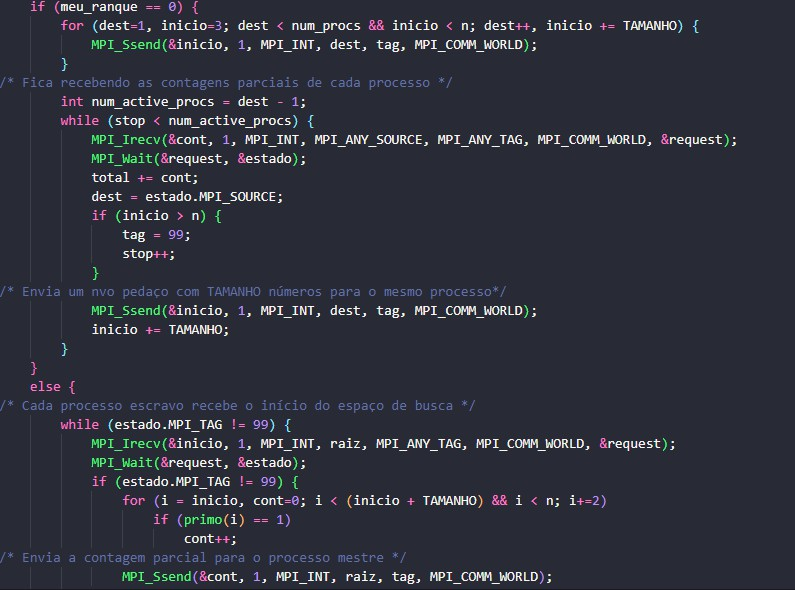 if (meu_ranque == 0) {
for (dest=1, inicio=3; dest < num_procs && inicio < n; dest++, inicio += TAMANHO) {
MPI_Ssend(&inicio, 1, MPI_INT, dest, tag, MPI_COMM_WORLD);
}
/* Fica recebendo as contagens parciais de cada processo */
int num_active_procs = dest - 1;
while (stop < num_active_procs) {
MPI_Irecv(&cont, 1, MPI_INT, MPI_ANY_SOURCE, MPI_ANY_TAG, MPI_COMM_WORLD, &request);
MPI_Wait(&request, &estado);
total += cont;
dest = estado.MPI_SOURCE;
if (inicio > n) {
tag = 99;
stop++;
}
/* Envia um nvo pedaço com TAMANHO números para o mesmo processo*/
MPI_Ssend(&inicio, 1, MPI_INT, dest, tag, MPI_COMM_WORLD);
inicio += TAMANHO;
}
}
else {
/* Cada processo escravo recebe o início do espaço de busca */
while (estado.MPI_TAG != 99) {
MPI_Irecv(&inicio, 1, MPI_INT, raiz, MPI_ANY_TAG, MPI_COMM_WORLD, &request);
MPI_Wait(&request, &estado);
if (estado.MPI_TAG != 99) {
for (i = inicio, cont=0; i < (inicio + TAMANHO) && i < n; i+=2)
if (primo(i) == 1)
cont++;
/* Envia a contagem parcial para o processo mestre */
MPI_Ssend(&cont, 1, MPI_INT, raiz, tag, MPI_COMM_WORLD);